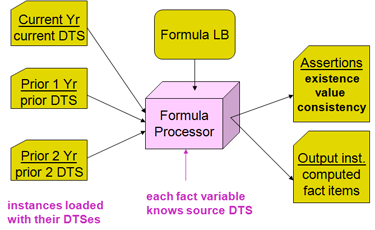 Current Yr
current DTS
Formula LB
Prior 1 Yr
prior DTS
Formula
Processor
Assertions
existence
value
consistency
Prior 2 Yr
prior 2 DTS
Output inst.
computed
fact items
instances loaded
with their DTSes
each fact variable
knows source DTS